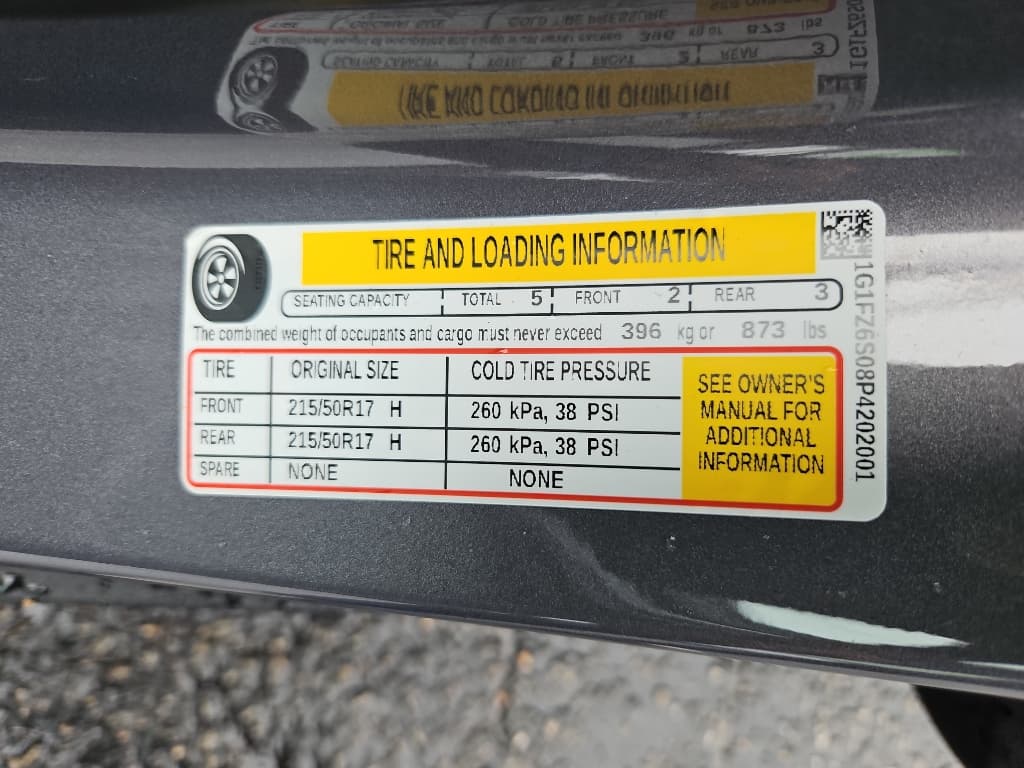 TIRE AND LOADING INFORMATION
SEATING CAPACITY TOTAL 5 FRONT 2 REAR 3
The combined weight of occupants and cargo must never exceed 396 kg or 873 lbs
TIRE ORIGINAL SIZE COLD TIRE PRESSURE
FRONT 215/50R17 H 260 kPa, 38 PSI
REAR 215/50R17 H 260 kPa, 38 PSI
SPARE NONE NONE
SEE OWNER'S
MANUAL FOR
ADDITIONAL
INFORMATION
1G1FZ6S08P4202001